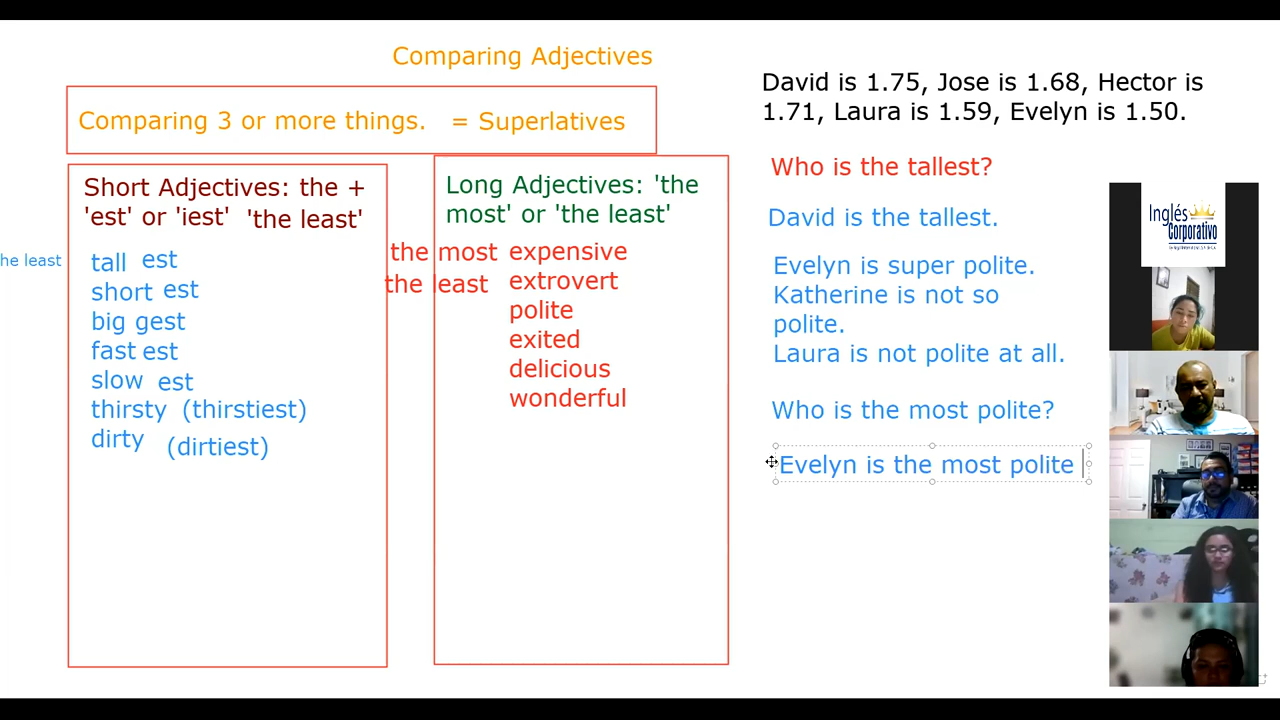 Comparing Adjectives
Comparing 3 or more things. = Superlatives
Short Adjectives: the +
'est' or 'iest' 'the least'
he least
tall est
short est
big gest
fast est
slow est
thirsty (thirstiest)
dirty (dirtiest)
Long Adjectives: 'the
most' or 'the least'
the most expensive
the least extrovert
polite
exited
delicious
wonderful
David is 1.75, Jose is 1.68, Hector is
1.71, Laura is 1.59, Evelyn is 1.50.
Who is the tallest?
David is the tallest.
Evelyn is super polite.
Katherine is not so
polite.
Laura is not polite at all.
Who is the most polite?
Evelyn is the most polite
Inglés
Corporativo